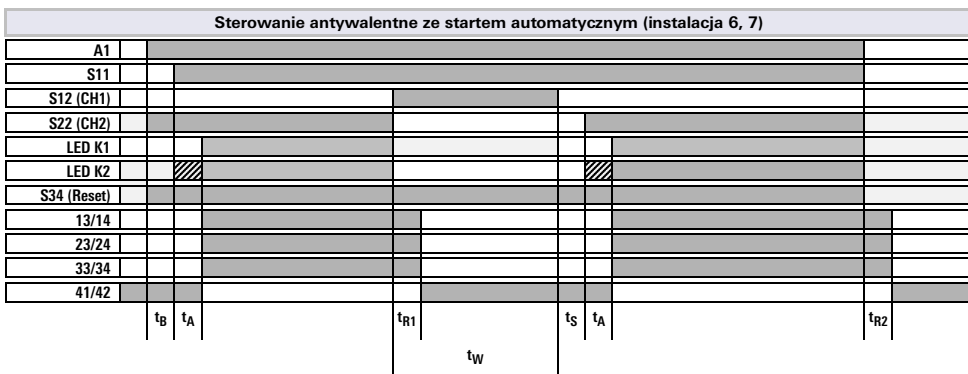 Sterowanie antywalentne ze startem automatycznym (instalacja 6, 7)
A1
S11
S12 (CH1)
S22 (CH2)
LED K1
LED K2
S34 (Reset)
13/14
23/24
33/34
41/42
tB tA tR1 tS tA tR2
tW